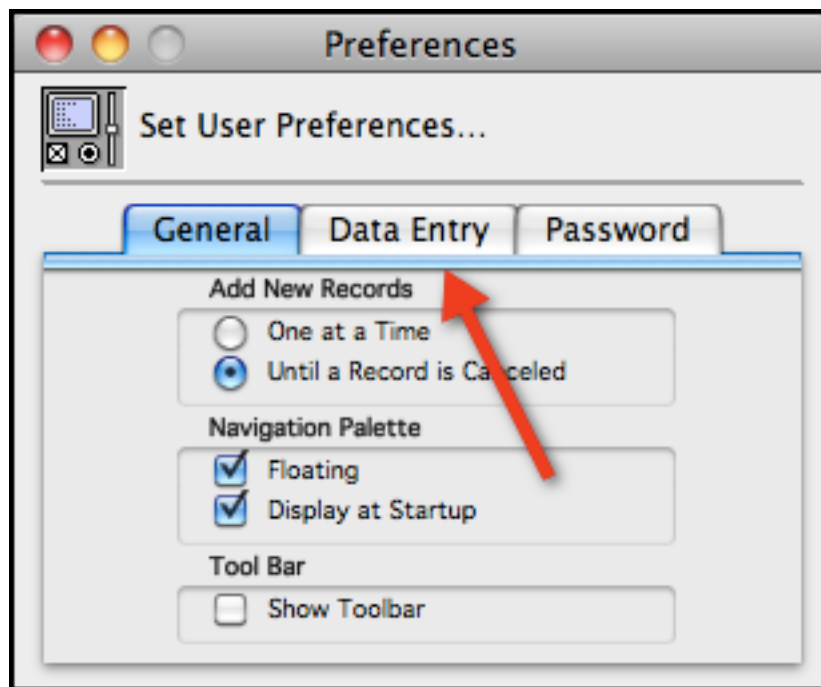 Preferences
Set User Preferences...
General Data Entry Password
Add New Records
One at a Time
Until a Record is Canceled
Navigation Palette
Floating
Display at Startup
Tool Bar
Show Toolbar